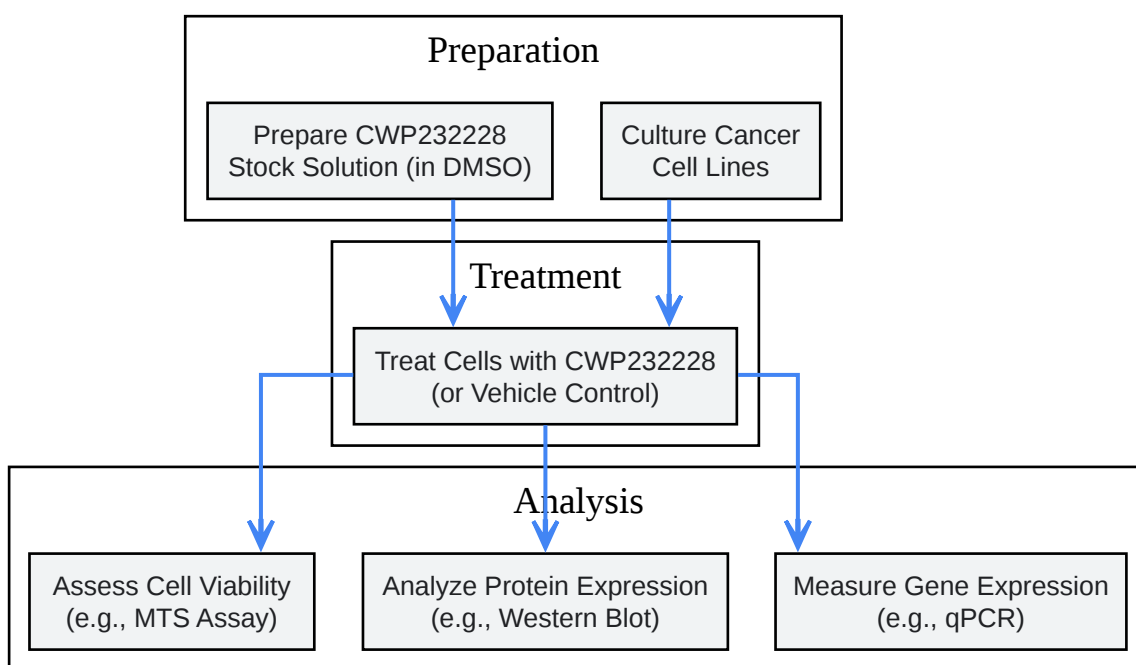 Preparation
Prepare CWP232228
Stock Solution (in DMSO)
Culture Cancer
Cell Lines
Treatment
Treat Cells with CWP232228
(or Vehicle Control)
Analysis
Assess Cell Viability
(e.g., MTS Assay)
Analyze Protein Expression
(e.g., Western Blot)
Measure Gene Expression
(e.g., qPCR)